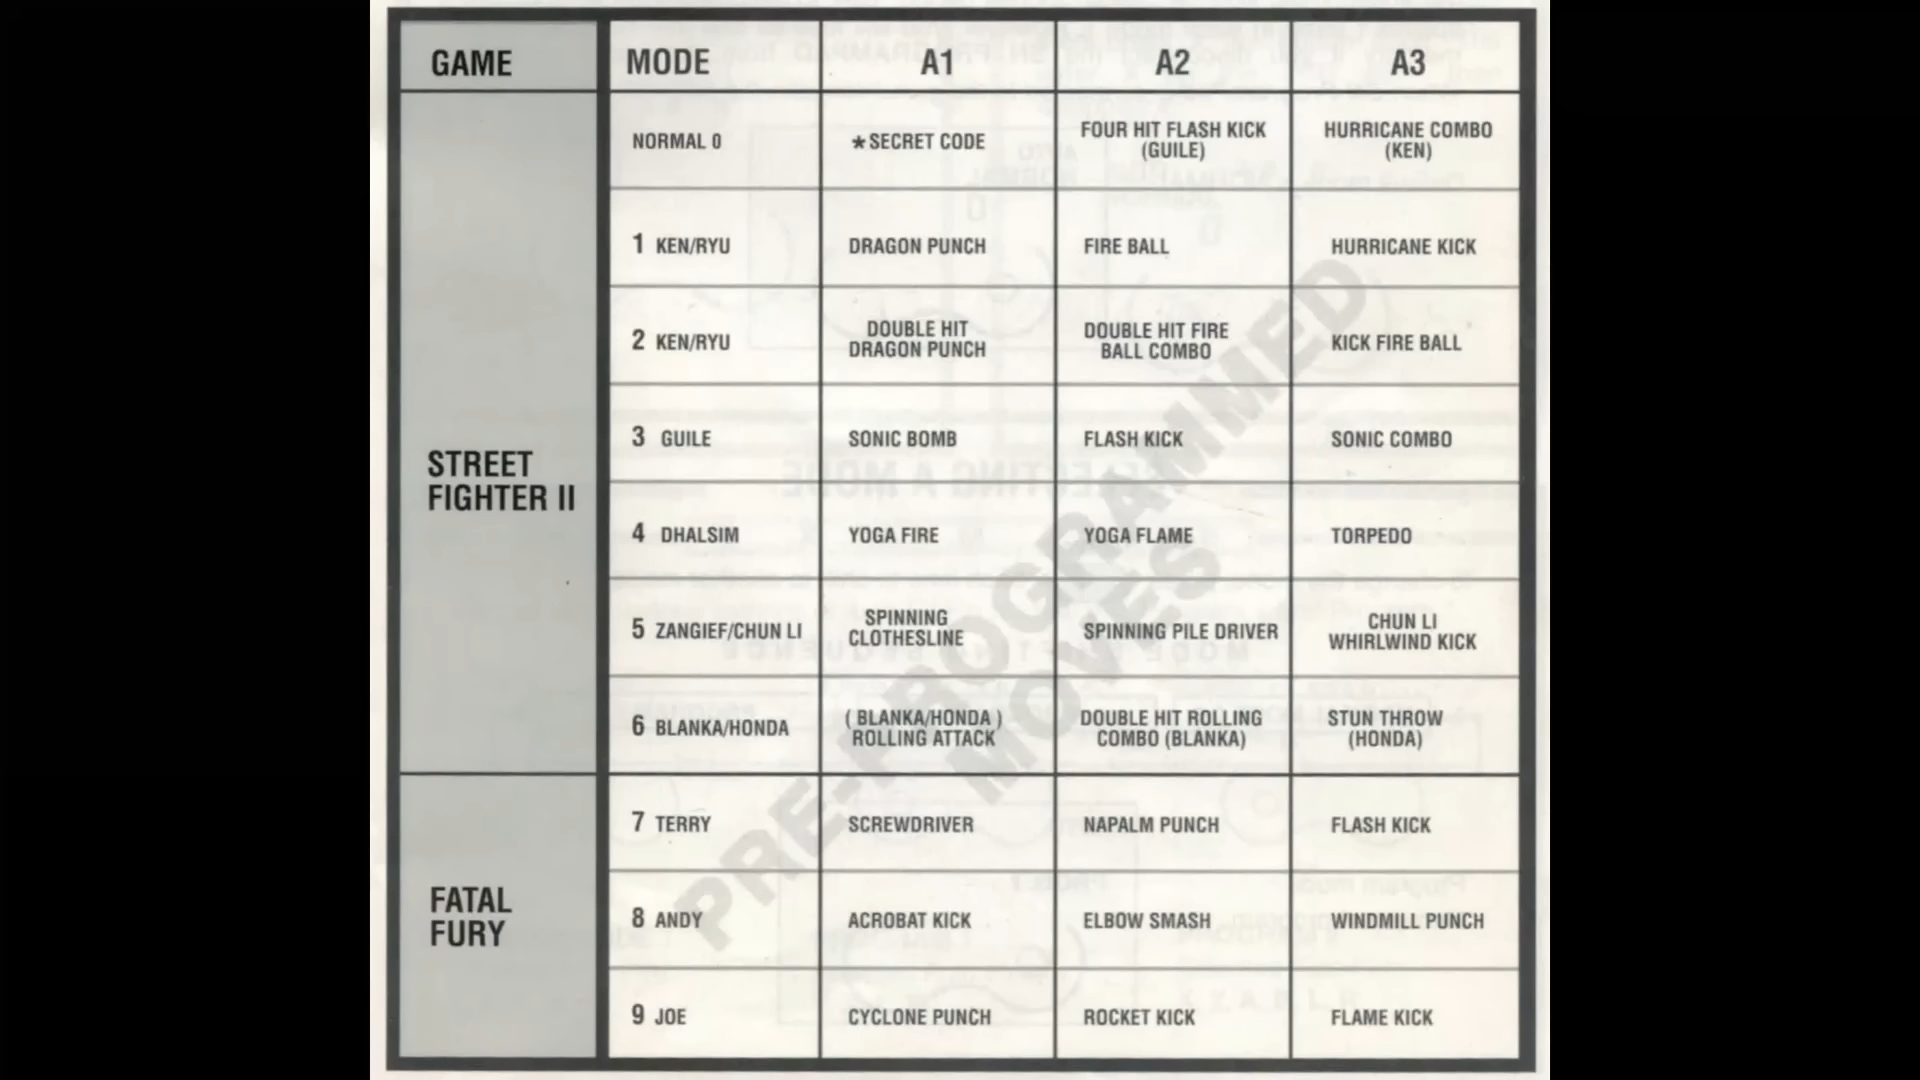 GAME MODE A1 A2 A3
STREET
FIGHTER II
NORMAL 0
*SECRET CODE
FOUR HIT FLASH KICK
(GUILE)
HURRICANE COMBO
(KEN)
1 KEN/RYU
DRAGON PUNCH
FIRE BALL
HURRICANE KICK
2 KEN/RYU
DOUBLE HIT
DRAGON PUNCH
DOUBLE HIT FIRE
BALL COMBO
KICK FIRE BALL
3 GUILE
SONIC BOMB
FLASH KICK
SONIC COMBO
4 DHALSIM
YOGA FIRE
YOGA FLAME
TORPEDO
5 ZANGIEF/CHUN LI
SPINNING
CLOTHESLINE
SPINNING PILE DRIVER
CHUN LI
WHIRLWIND KICK
6 BLANKA/HONDA
( BLANKA/HONDA )
ROLLING ATTACK
DOUBLE HIT ROLLING
COMBO (BLANKA)
STUN THROW
(HONDA)
FATAL
FURY
7 TERRY
SCREWDRIVER
NAPALM PUNCH
FLASH KICK
8 ANDY
ACROBAT KICK
ELBOW SMASH
WINDMILL PUNCH
9 JOE
CYCLONE PUNCH
ROCKET KICK
FLAME KICK
PRE-PROGRAMMED
MOVES